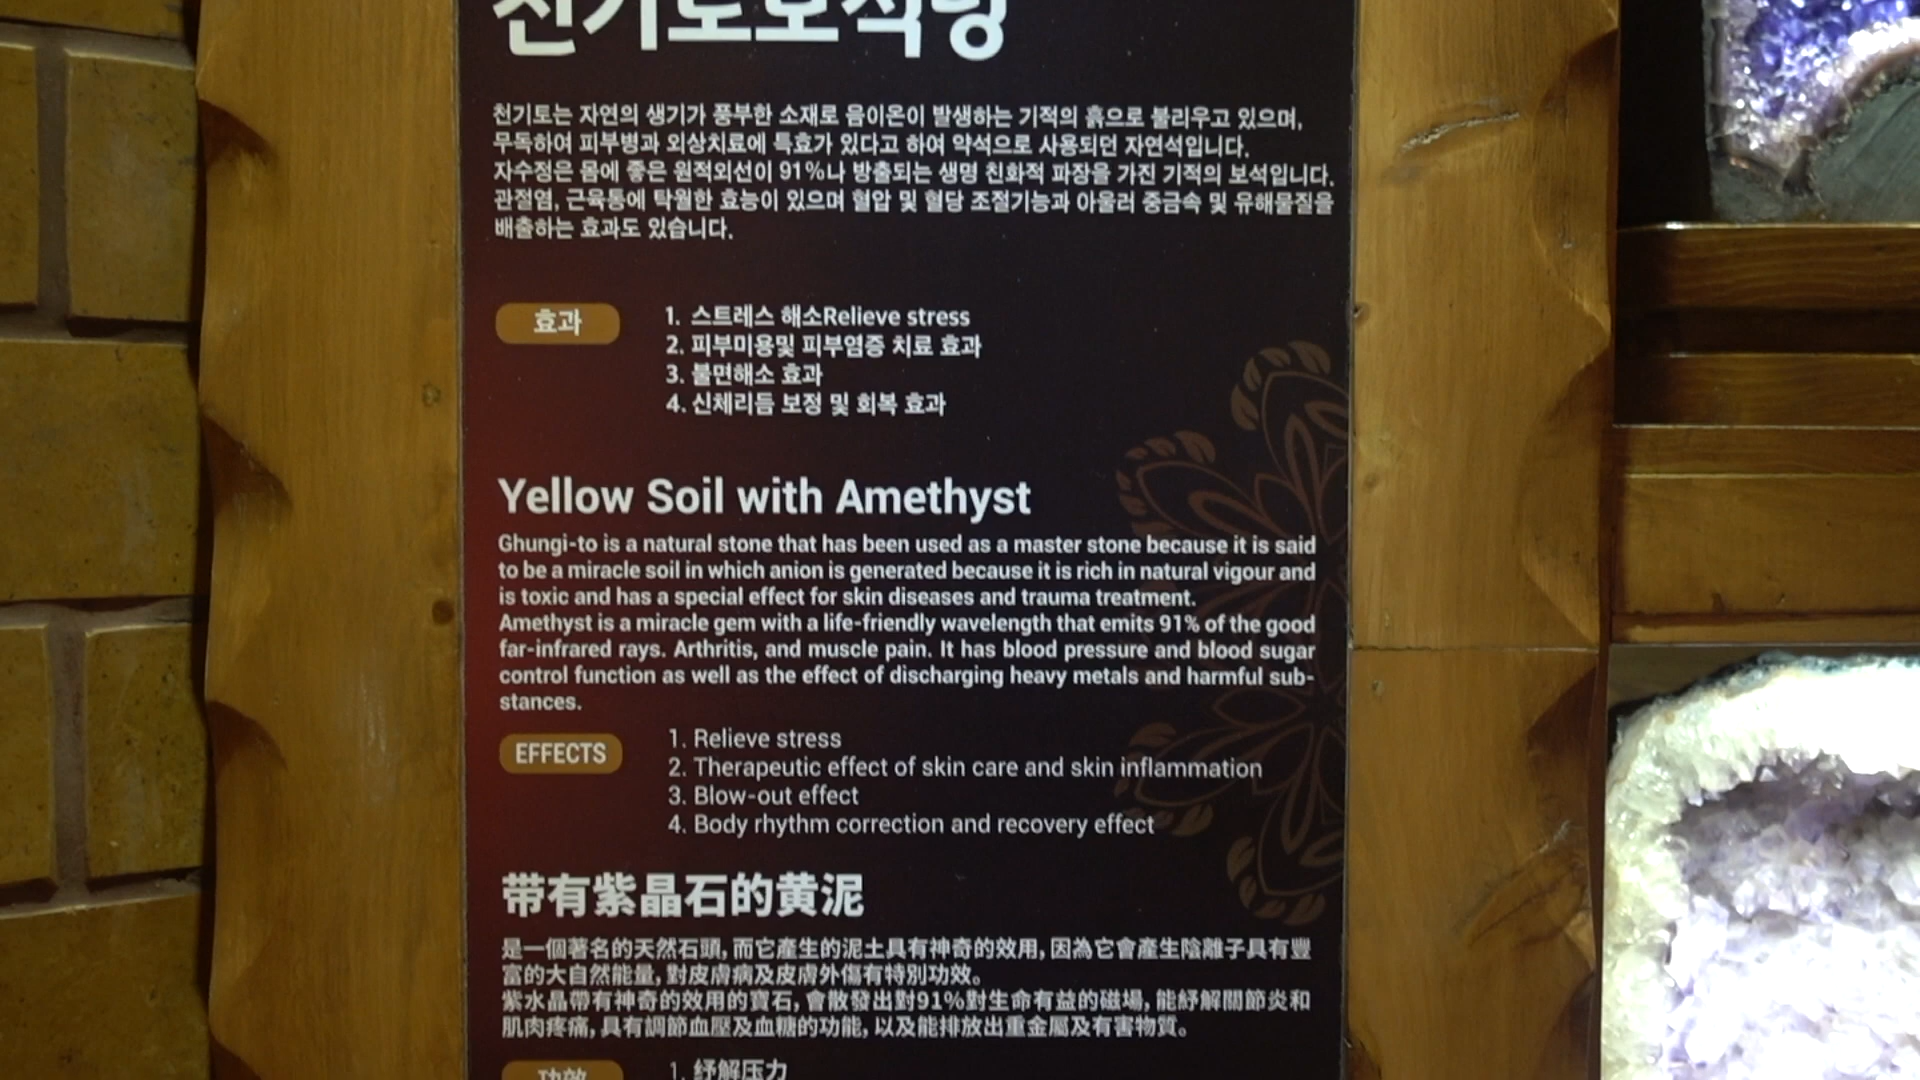 천기토보석방
천기토는 자연의 생기가 풍부한 소재로 음이온이 발생하는 기적의 흙으로 불리우고 있으며,
무독하여 피부병과 외상치료에 특효가 있다고 하여 약석으로 사용되던 자연석입니다.
자수정은 몸에 좋은 원적외선이 91%나 방출되는 생명 친화적 파장을 가진 기적의 보석입니다.
관절염, 근육통에 탁월한 효능이 있으며 혈압 및 혈당 조절기능과 아울러 중금속 및 유해물질을
배출하는 효과도 있습니다.
효과
1. 스트레스 해소Relieve stress
2. 피부미용및 피부염증 치료 효과
3. 불면해소 효과
4. 신체리듬 보정 및 회복 효과
Yellow Soil with Amethyst
Ghungi-to is a natural stone that has been used as a master stone because it is said
to be a miracle soil in which anion is generated because it is rich in natural vigour and
is toxic and has a special effect for skin diseases and trauma treatment.
Amethyst is a miracle gem with a life-friendly wavelength that emits 91% of the good
far-infrared rays. Arthritis, and muscle pain. It has blood pressure and blood sugar
control function as well as the effect of discharging heavy metals and harmful sub-
stances.
EFFECTS
1. Relieve stress
2. Therapeutic effect of skin care and skin inflammation
3. Blow-out effect
4. Body rhythm correction and recovery effect
带有紫晶石的黄泥
是一個著名的天然石頭, 而它產生的泥土具有神奇的效用, 因為它會產生陰離子具有豐
富的大自然能量, 對皮膚病及皮膚外傷有特別功效。
紫水晶帶有神奇的效用的寶石, 會散發出對91%對生命有益的磁場, 能紓解關節炎和
肌肉疼痛, 具有調節血壓及血糖的功能, 以及能排放出重金屬及有害物質。
功效
1. 纾解压力